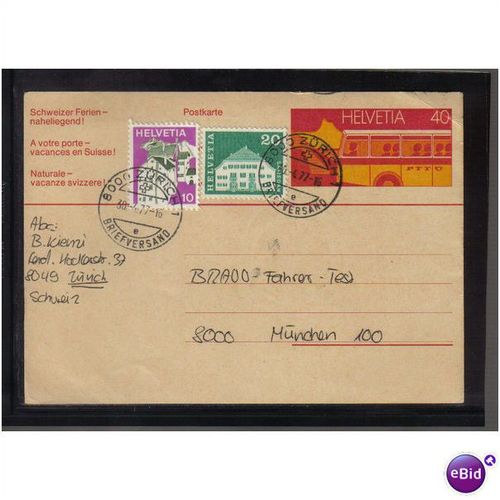 Schweizer Ferien –
naheliegend!
A votre porte –
vacances en Suisse!
Naturale –
vacanze svizzere!
Postkarte
HELVETIA 40
PTT
HELVETIA
10
HELVETIA
20
8000 ZÜRICH 1
BRIEFVERSAND
e
8000 ZÜRICH 1
BRIEFVERSAND
e
Abs:
B.
8049 Zürich
Schweiz
BRAVO-Fahrer-Test
8000 München 100
eBid